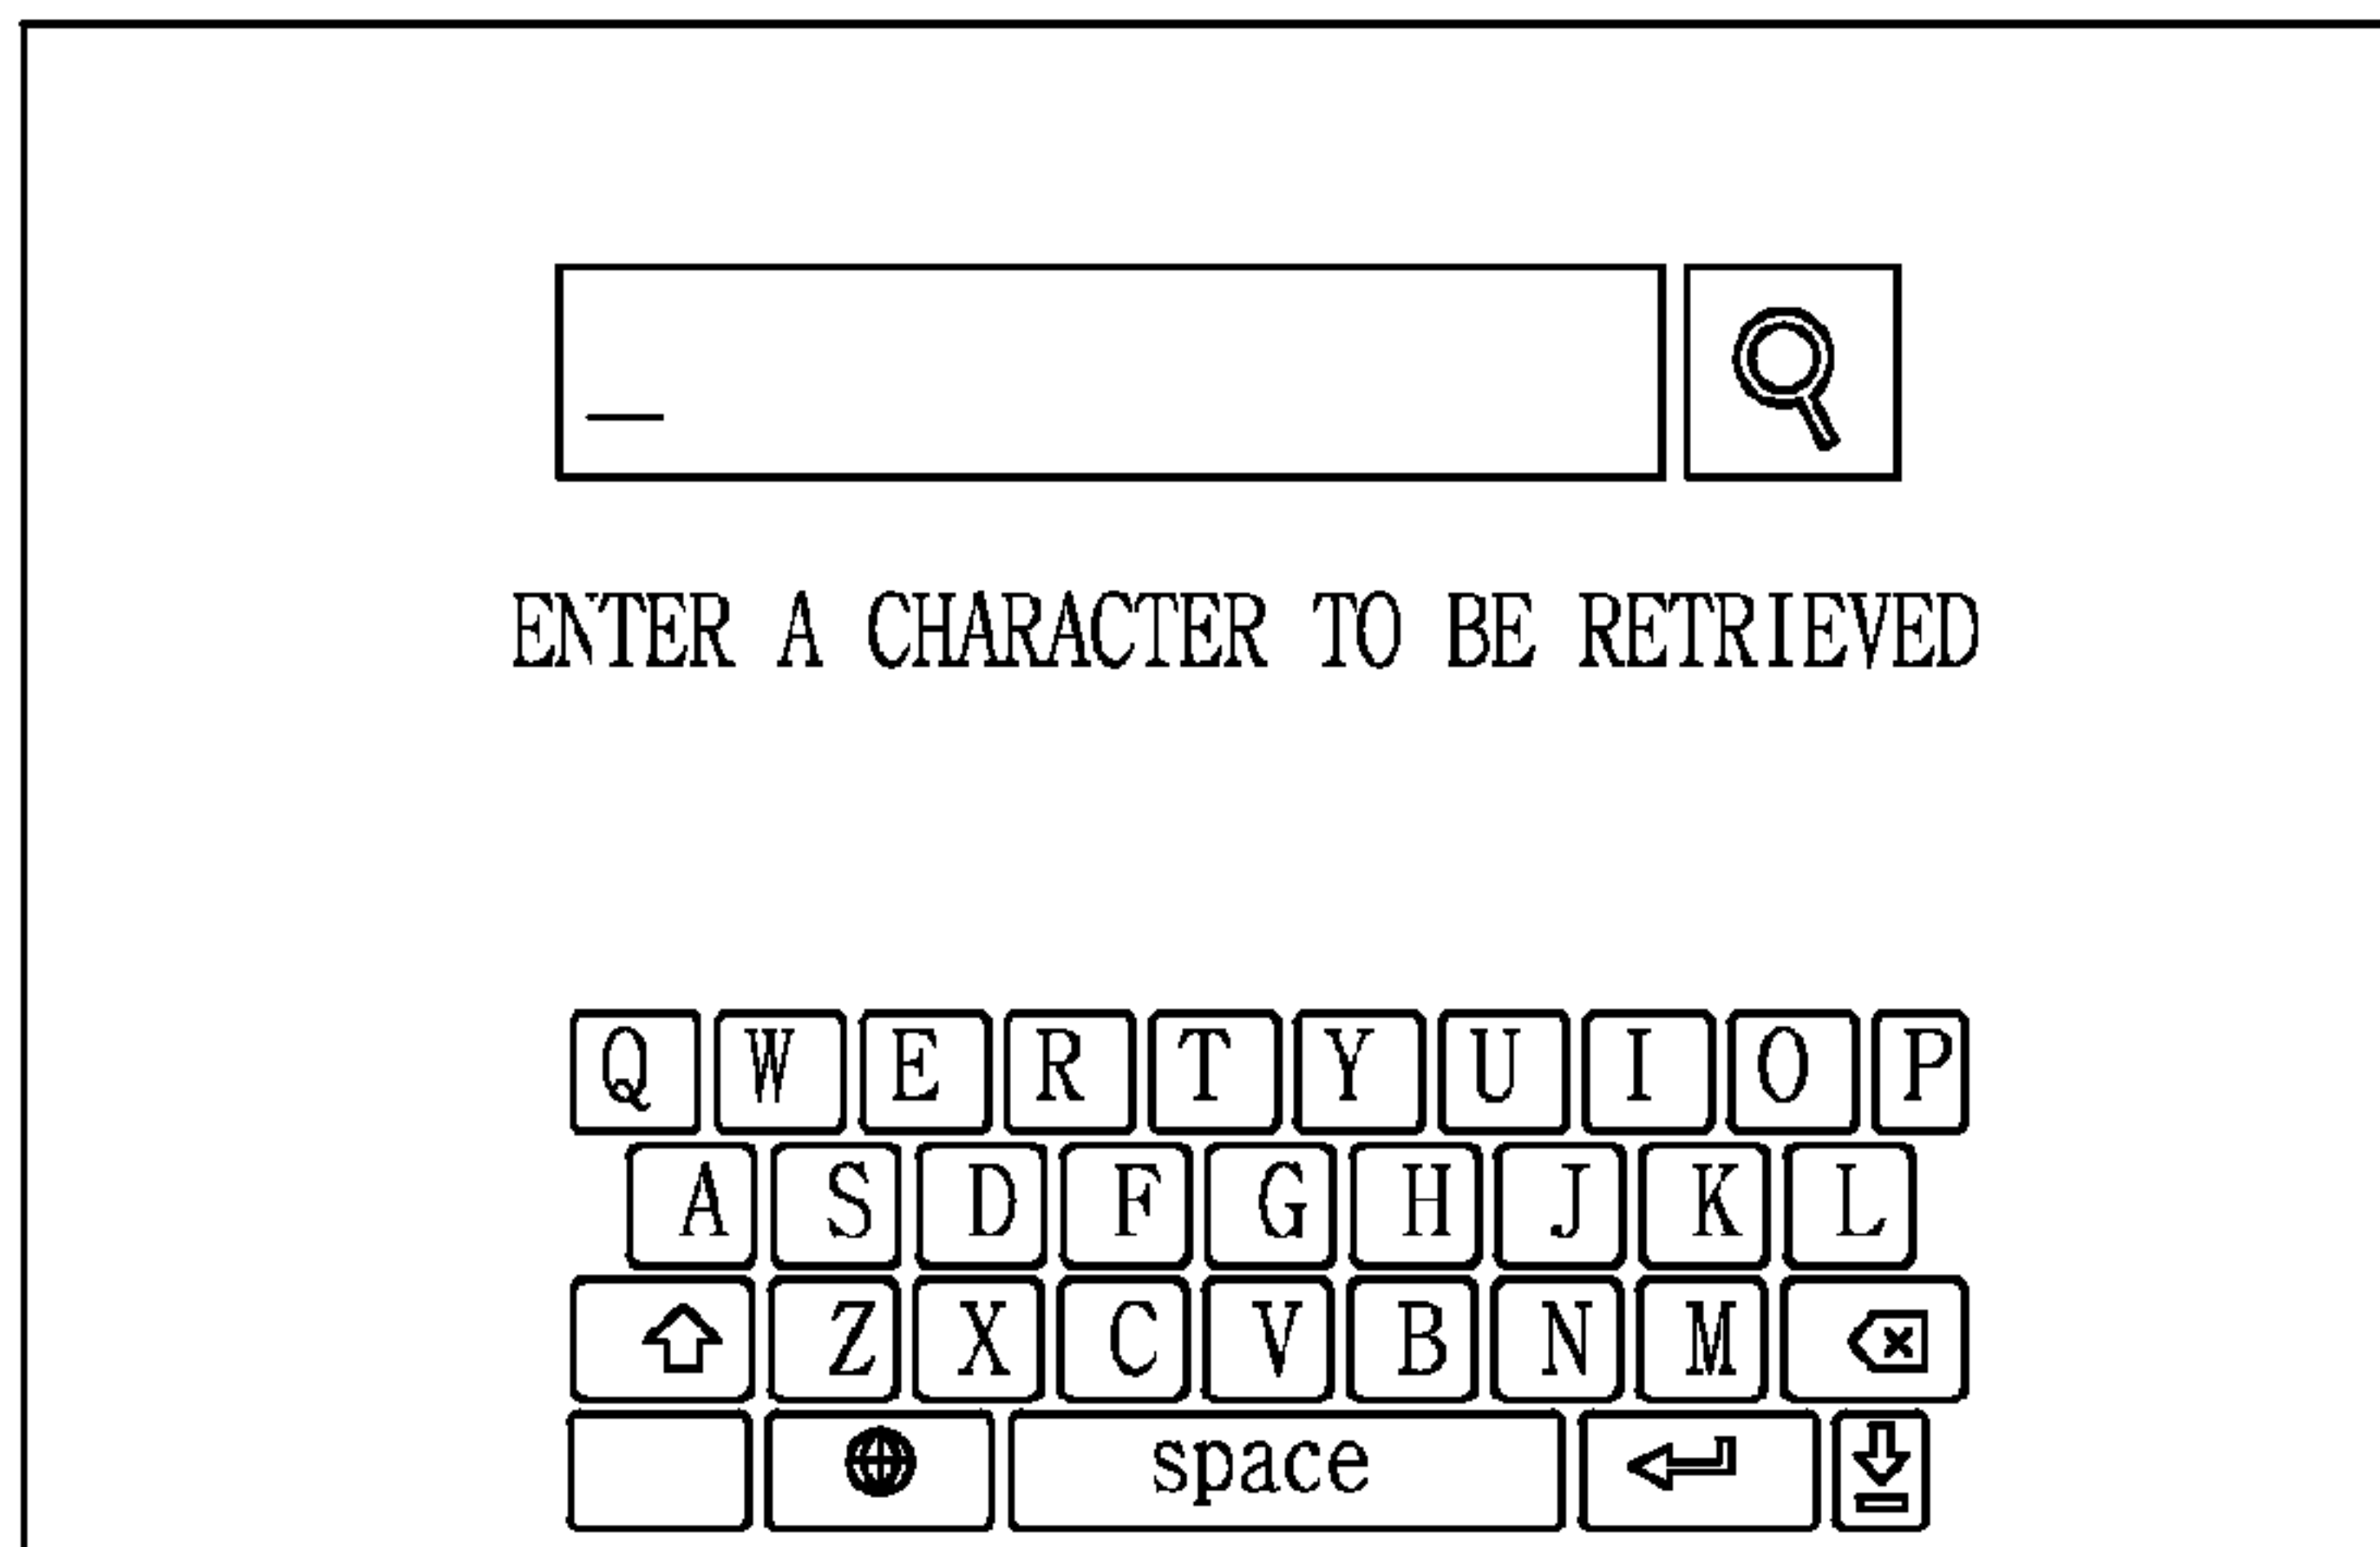 ENTER A CHARACTER TO BE RETRIEVED
Q W E R T Y U I O P
A S D F G H J K L
Z X C V B N M
space